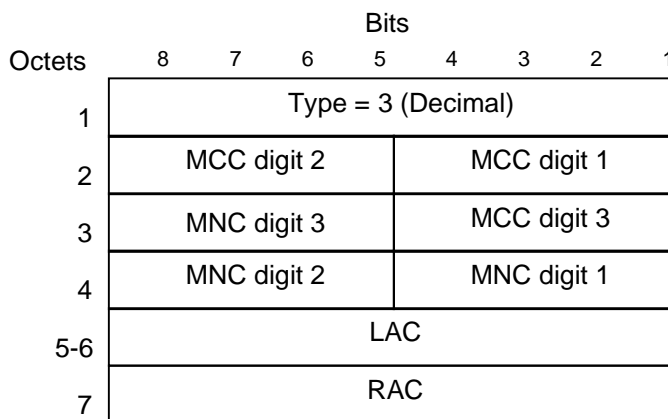 Bits
Octets 8 7 6 5 4 3 2 1
1 Type = 3 (Decimal)
2 MCC digit 2 MCC digit 1
3 MNC digit 3 MCC digit 3
4 MNC digit 2 MNC digit 1
5-6 LAC
7 RAC